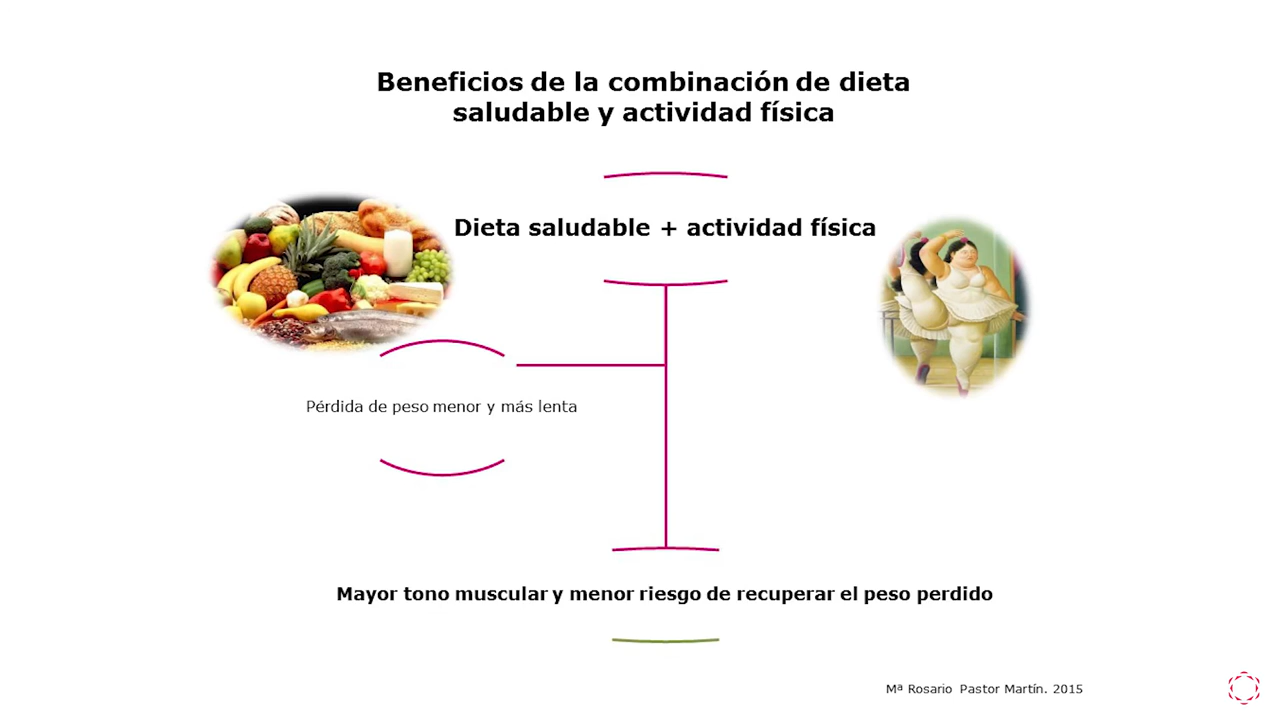 Beneficios de la combinación de dieta
saludable y actividad física
Dieta saludable + actividad física
Pérdida de peso menor y más lenta
Mayor tono muscular y menor riesgo de recuperar el peso perdido
Mª Rosario Pastor Martín. 2015